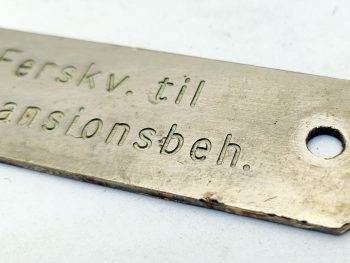 Ferskv. til
ansionsbeh.